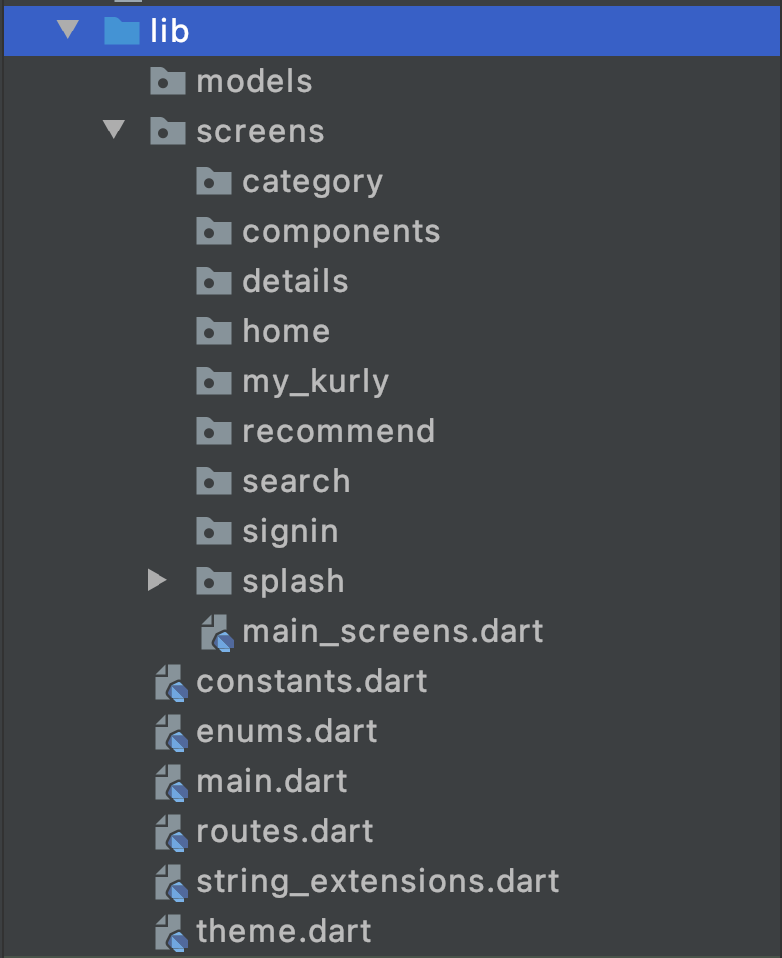 lib
models
screens
category
components
details
home
my_kurly
recommend
search
signin
splash
main_screens.dart
constants.dart
enums.dart
main.dart
routes.dart
string_extensions.dart
theme.dart